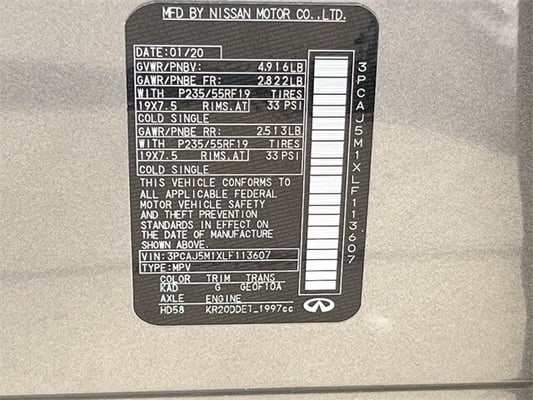 MFD BY NISSAN MOTOR CO., LTD.
DATE: 01/20
GVWR/PNBV: 4,916LB
GAWR/PNBE FR: 2,822LB
WITH P235/55RF19 TIRES
19X7.5 RIMS. AT 33 PSI
COLD SINGLE
GAWR/PNBE RR: 2,513LB
WITH P235/55RF19 TIRES
19X7.5 RIMS. AT 33 PSI
COLD SINGLE
THIS VEHICLE CONFORMS TO
ALL APPLICABLE FEDERAL
MOTOR VEHICLE SAFETY
AND THEFT PREVENTION
STANDARDS IN EFFECT ON
THE DATE OF MANUFACTURE
SHOWN ABOVE.
VIN: 3PCAJ5M1XLF113607
TYPE: MPV
COLOR TRIM TRANS
KAD G GE0F10A
AXLE ENGINE
HD58 KR20DDET_1997cc
3PCAJ5M1XLF113607